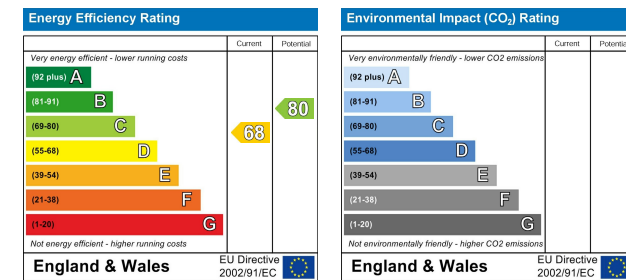 Energy Efficiency Rating
Current Potential
Very energy efficient - lower running costs
(92 plus) A
(81-91) B
(69-80) C
(55-68) D
(39-54) E
(21-38) F
(1-20) G
68
80
Not energy efficient - higher running costs
England & Wales
EU Directive
2002/91/EC
Environmental Impact (CO₂) Rating
Current Potential
Very environmentally friendly - lower CO2 emissions
(92 plus) A
(81-91) B
(69-80) C
(55-68) D
(39-54) E
(21-38) F
(1-20) G
Not environmentally friendly - higher CO2 emissions
England & Wales
EU Directive
2002/91/EC